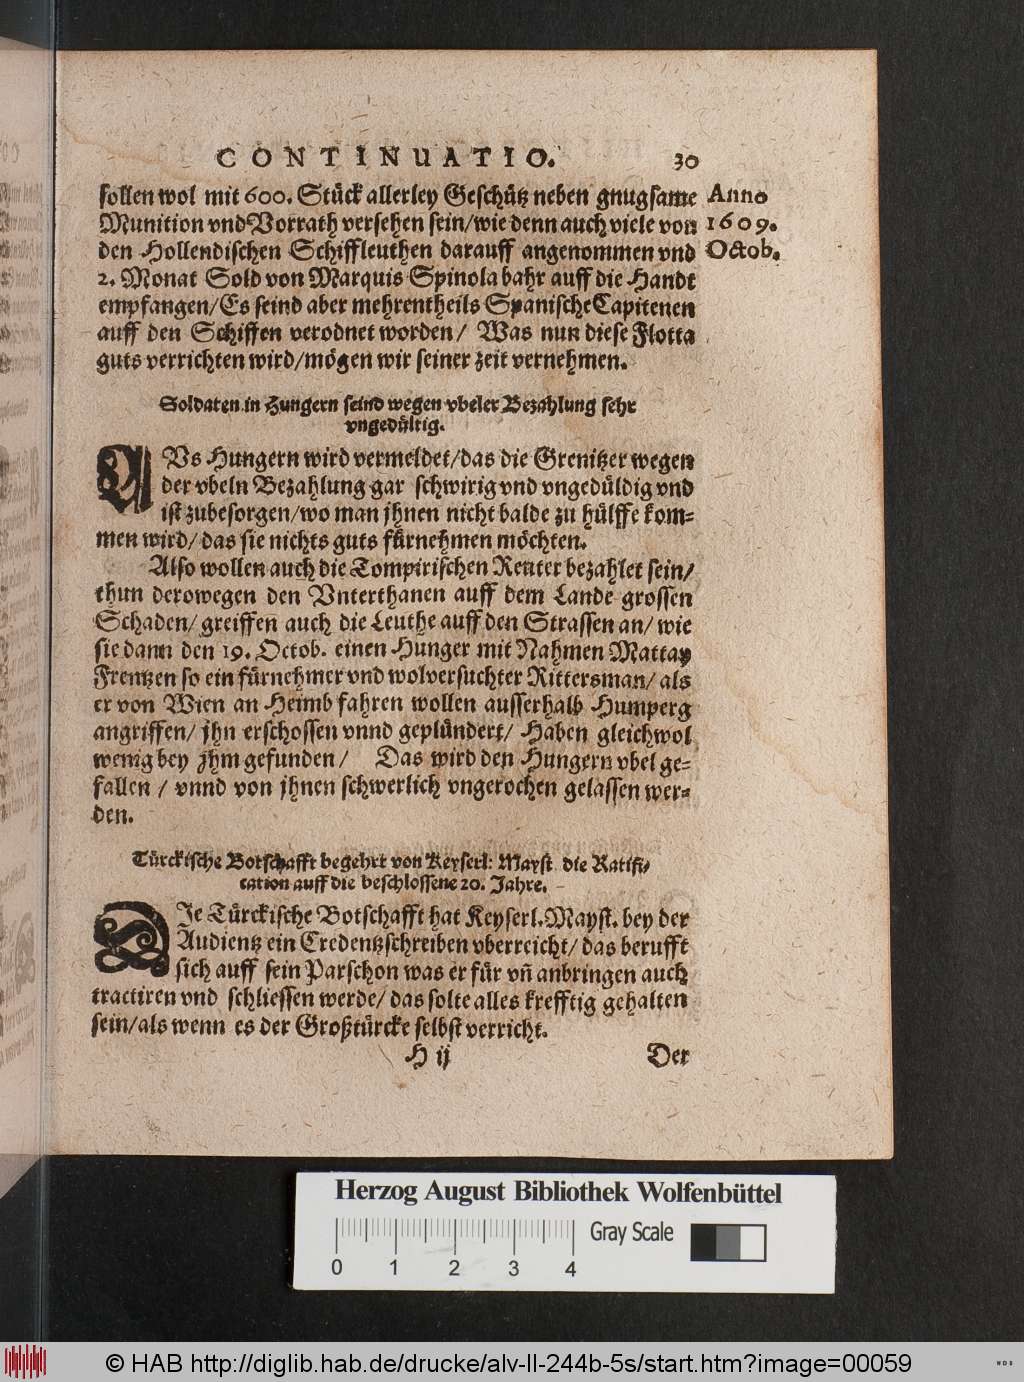 CONTINUATIO. 30
sollen wol mit 600. Stück allerley Geschütz neben gnugsame
Munition vnd Vorrath versehen sein/wie denn auch viele von
den Hollendischen Schiffleuthen darauff angenommen vnd
2. Monat Sold von Marquis Spinola bahr auff die Handt
empfangen/Es seind aber mehrentheils Spanische Capitenen
auff den Schiffen verodnet worden/ Was nun diese Flotta
guts verrichten wird/mögen wir seiner zeit vernehmen.
Anno
1609.
Octob.
Soldaten in Hungern seind wegen vbeler Bezahlung sehr
vngedültig.
AVs Hungern wird vermeldet/das die Grenitzer wegen
der vbeln Bezahlung gar schwirig vnd vngedüldig vnd
ist zubesorgen/wo man jhnen nicht balde zu hülffe kom=
men wird/das sie nichts guts fürnehmen möchten.
Also wollen auch die Tompirischen Reuter bezahlet sein/
thun derowegen den Vnterthanen auff dem Lande grossen
Schaden/greiffen auch die Leuthe auff den Strassen an/ wie
sie dann den 19. Octob. einen Hunger mit Nahmen Mattay
Frentzen so ein fürnehmer vnd wolversuchter Rittersman/ als
er von Wien an Heimb fahren wollen ausserhalb Humperg
angriffen/ jhn erschossen vnnd geplündert/ Haben gleichwol
wenig bey jhm gefunden/ Das wird den Hungern vbel ge=
fallen / vnnd von jhnen schwerlich vngerochen gelassen wer=
den.
Türckische Botschafft begehrt von Keyserl: Mayst die Ratifi=
cation auff die beschlossene 20. Jahre.
DIe Türckische Botschafft hat Keyserl. Mayst. bey der
Audientz ein Credentzschreiben vberreicht/ das berufft
sich auff sein Parschon was er für vñ anbringen auch
tractiren vnd schliessen werde/ das solte alles krefftig gehalten
sein/als wenn es der Großtürcke selbst verricht.
H ij Der
Herzog August Bibliothek Wolfenbüttel
Gray Scale
0 1 2 3 4
© HAB http://diglib.hab.de/drucke/alv-ll-244b-5s/start.htm?image=00059